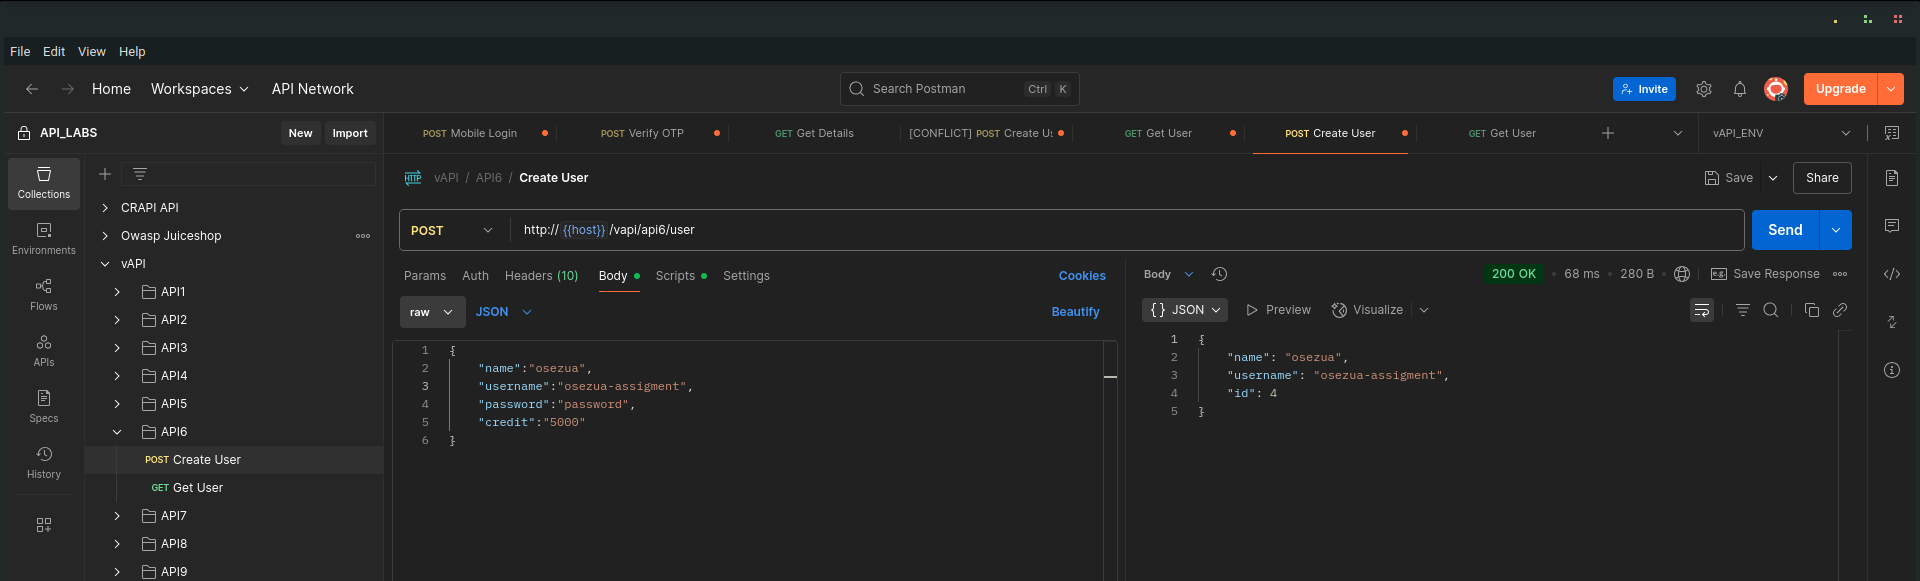 File Edit View Help
Home Workspaces API Network Search Postman Ctrl K Invite Upgrade
API_LABS New Import POST Mobile Login POST Verify OTP GET Get Details [CONFLICT] POST Create Us GET Get User POST Create User GET Get User vAPI_ENV
Collections
Environments
Flows
APIs
Specs
History
CRAPI API
Owasp Juiceshop
vAPI
API1
API2
API3
API4
API5
API6
POST Create User
GET Get User
API7
API8
API9
HTTP vAPI / API6 / Create User Save Share
POST http:// {{host}} /vapi/api6/user Send
Params Auth Headers (10) Body Scripts Settings Cookies
raw JSON Beautify
1 {
2 "name":"osezua",
3 "username":"osezua-assigment",
4 "password":"password",
5 "credit":"5000"
6 }
Body 200 OK • 68 ms • 280 B • e.g. Save Response
{} JSON Preview Visualize
1 {
2 "name": "osezua",
3 "username": "osezua-assigment",
4 "id": 4
5 }